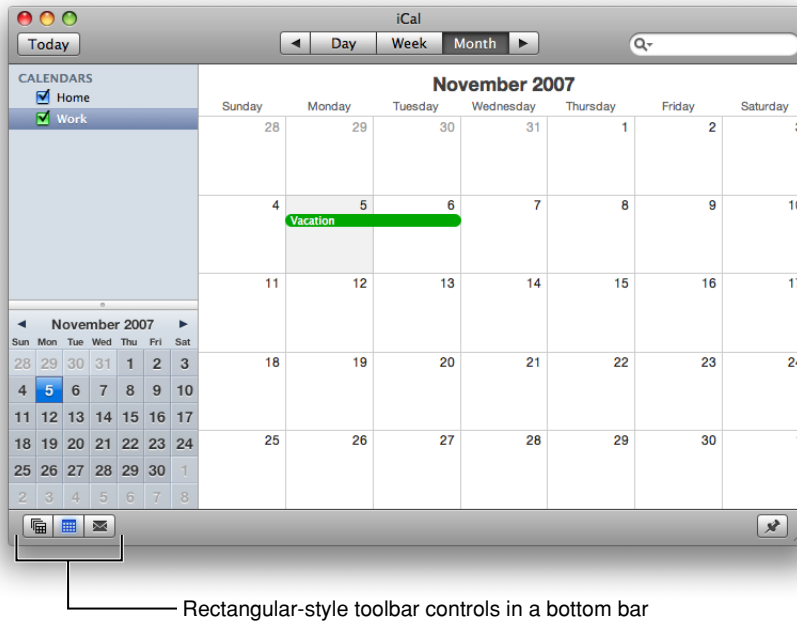 iCal
Today
Day Week Month
CALENDARS
Home
Work
November 2007
Sunday Monday Tuesday Wednesday Thursday Friday Saturday
28 29 30 31 1 2 3
4 5 6 7 8 9 10
Vacation
11 12 13 14 15 16 17
18 19 20 21 22 23 24
25 26 27 28 29 30
November 2007
Sun Mon Tue Wed Thu Fri Sat
28 29 30 31 1 2 3
4 5 6 7 8 9 10
11 12 13 14 15 16 17
18 19 20 21 22 23 24
25 26 27 28 29 30 1
2 3 4 5 6 7 8
Rectangular-style toolbar controls in a bottom bar